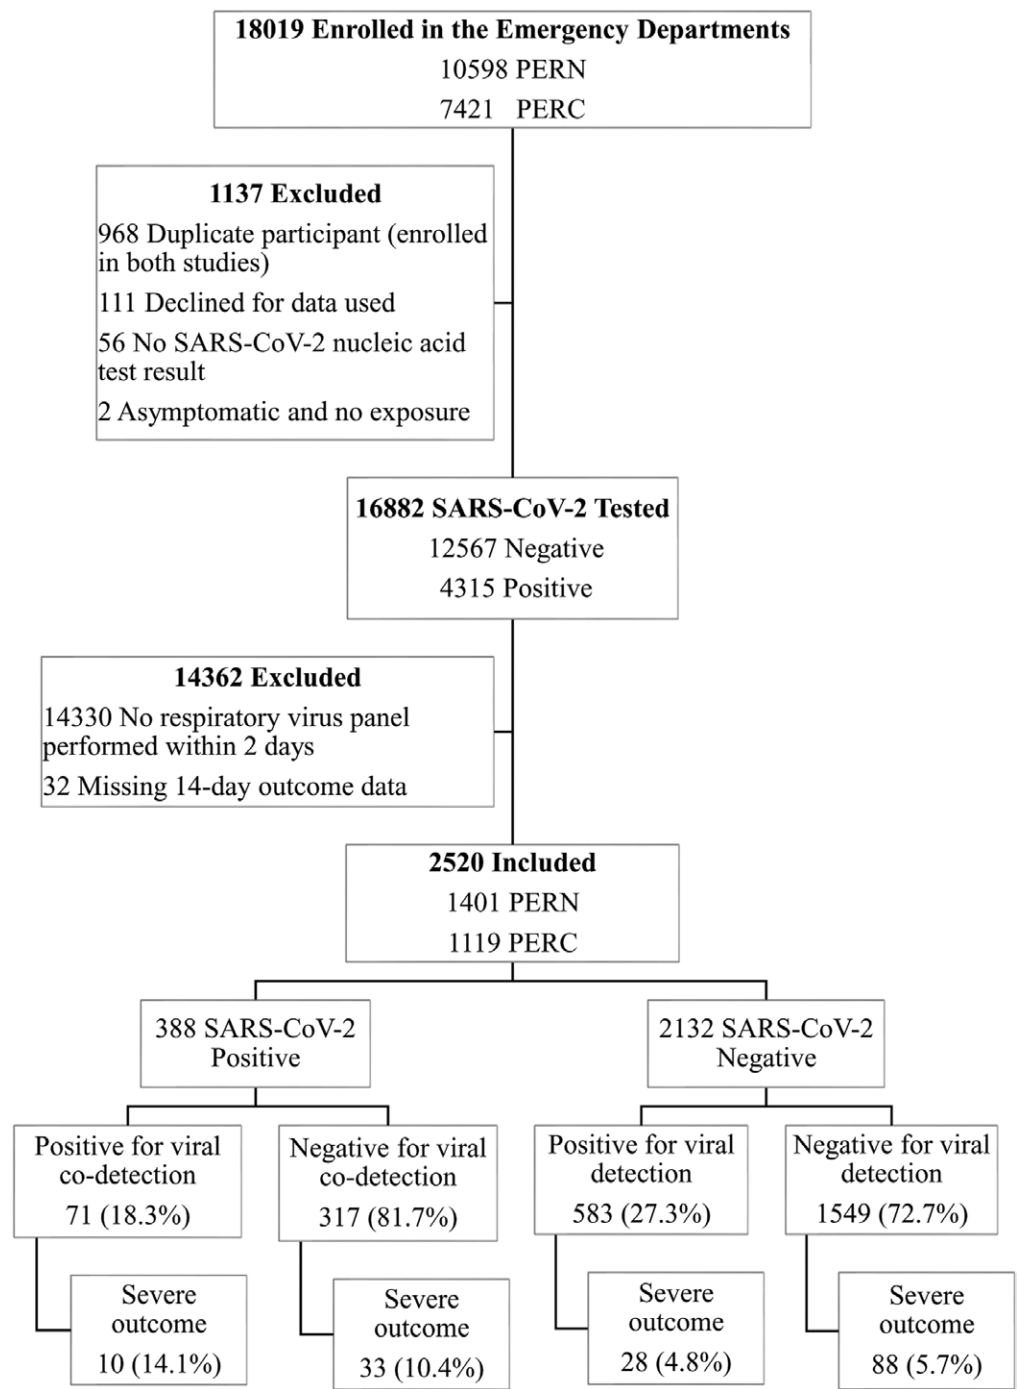 18019 Enrolled in the Emergency Departments
10598 PERN
7421 PERC
1137 Excluded
968 Duplicate participant (enrolled
in both studies)
111 Declined for data used
56 No SARS-CoV-2 nucleic acid
test result
2 Asymptomatic and no exposure
16882 SARS-CoV-2 Tested
12567 Negative
4315 Positive
14362 Excluded
14330 No respiratory virus panel
performed within 2 days
32 Missing 14-day outcome data
2520 Included
1401 PERN
1119 PERC
388 SARS-CoV-2
Positive
2132 SARS-CoV-2
Negative
Positive for viral
co-detection
71 (18.3%)
Negative for viral
co-detection
317 (81.7%)
Positive for viral
detection
583 (27.3%)
Negative for viral
detection
1549 (72.7%)
Severe
outcome
10 (14.1%)
Severe
outcome
33 (10.4%)
Severe
outcome
28 (4.8%)
Severe
outcome
88 (5.7%)